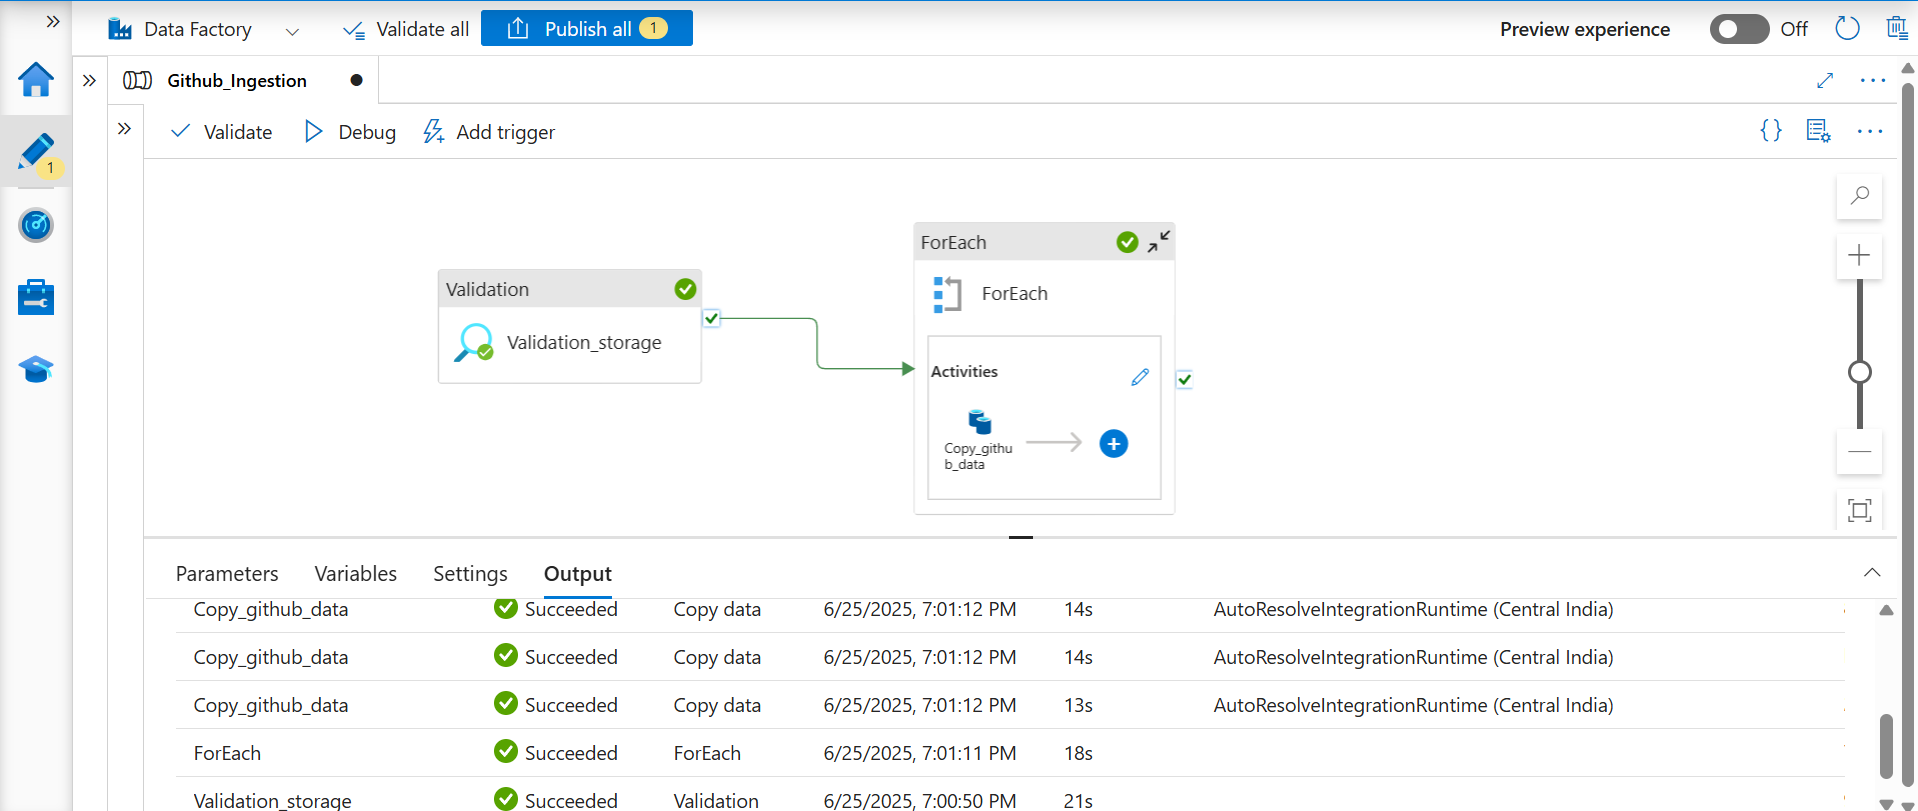 Data Factory
Validate all
Publish all 1
Preview experience Off
Github_Ingestion
1
Validate Debug Add trigger
Validation
Validation_storage
ForEach
ForEach
Activities
Copy_githu
b_data
Parameters Variables Settings Output
Copy_github_data Succeeded Copy data 6/25/2025, 7:01:12 PM 14s AutoResolveIntegrationRuntime (Central India)
Copy_github_data Succeeded Copy data 6/25/2025, 7:01:12 PM 14s AutoResolveIntegrationRuntime (Central India)
Copy_github_data Succeeded Copy data 6/25/2025, 7:01:12 PM 13s AutoResolveIntegrationRuntime (Central India)
ForEach Succeeded ForEach 6/25/2025, 7:01:11 PM 18s
Validation_storage Succeeded Validation 6/25/2025, 7:00:50 PM 21s